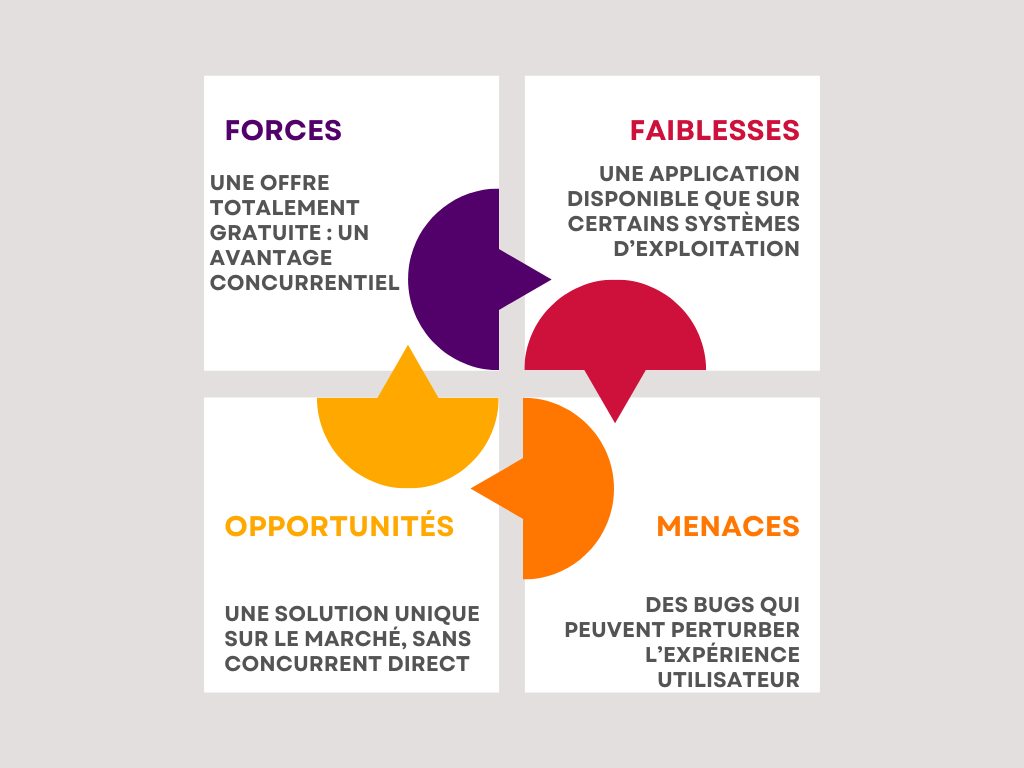 FORCES
UNE OFFRE
TOTALEMENT
GRATUITE : UN
AVANTAGE
CONCURRENTIEL
FAIBLESSES
UNE APPLICATION
DISPONIBLE QUE SUR
CERTAINS SYSTÈMES
D’EXPLOITATION
OPPORTUNITÉS
UNE SOLUTION UNIQUE
SUR LE MARCHÉ, SANS
CONCURRENT DIRECT
MENACES
DES BUGS QUI
PEUVENT PERTURBER
L’EXPÉRIENCE
UTILISATEUR